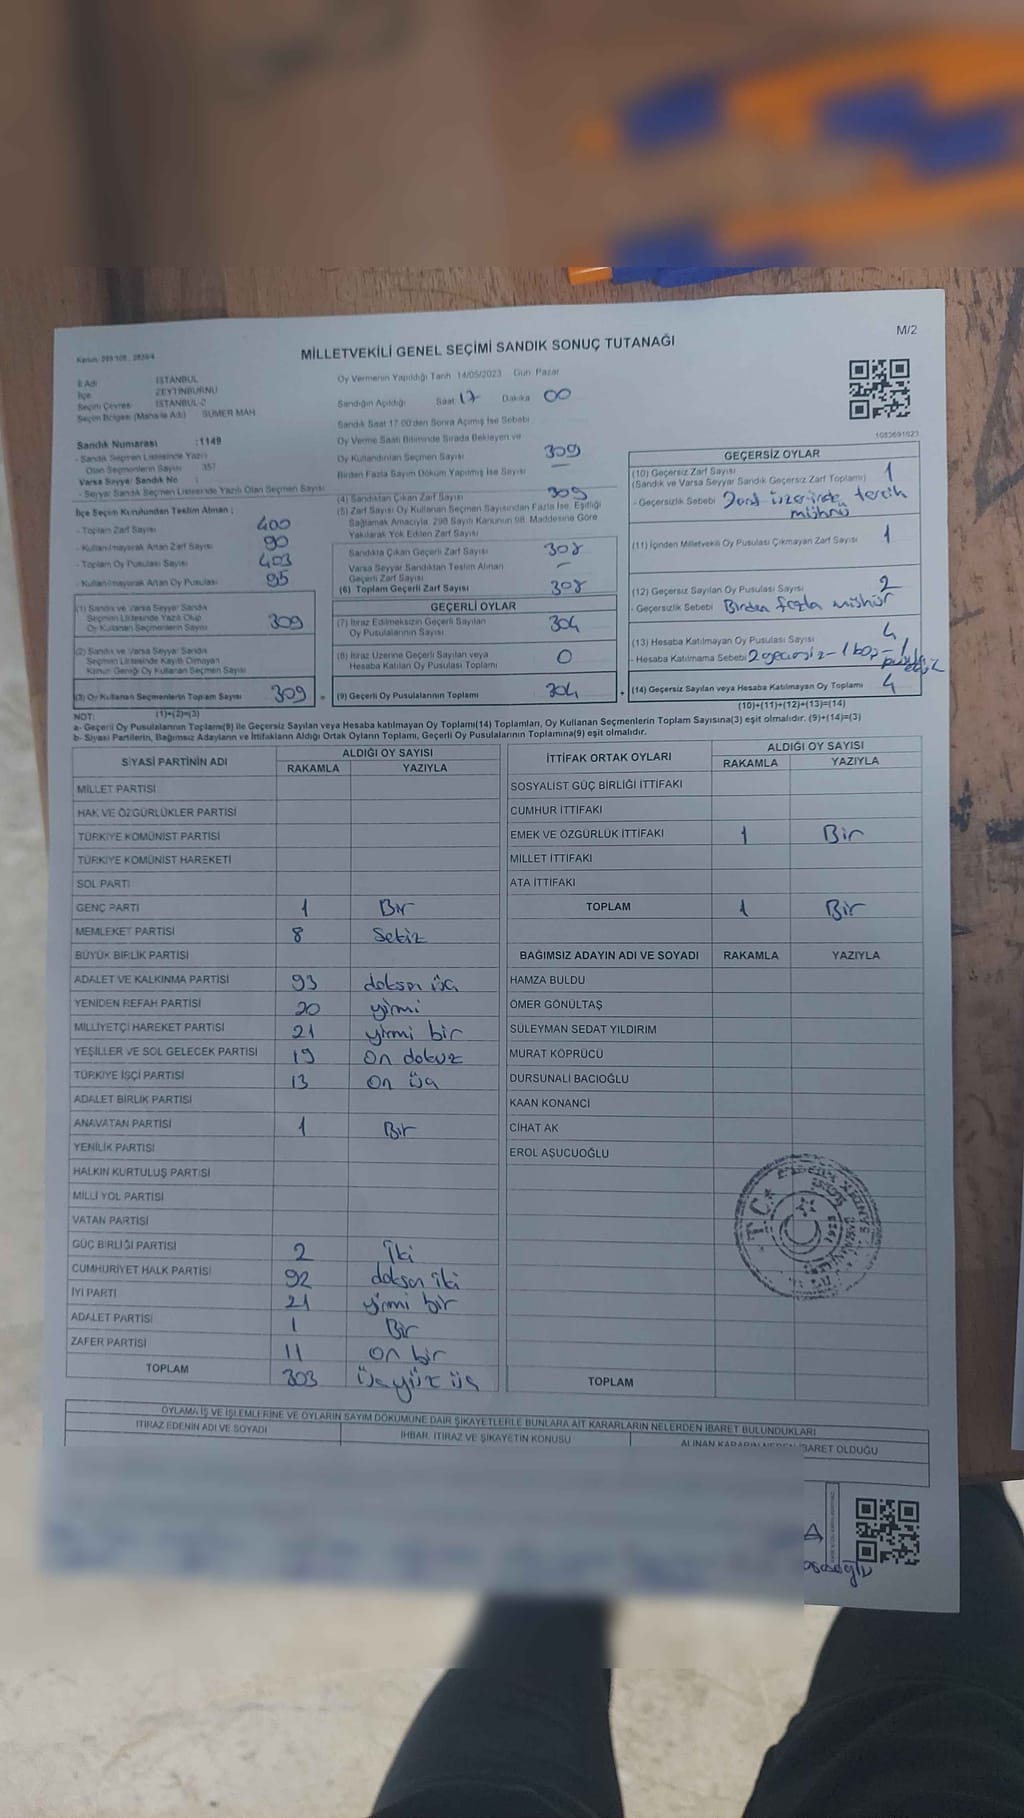 M/2
MİLLETVEKİLİ GENEL SEÇİMİ SANDIK SONUÇ TUTANAĞI
İl Adı İSTANBUL
İlçe ZEYTİNBURNU
Seçim Çevresi İSTANBUL-2
Seçim Bölgesi (Mahalle Adı) SÜMER MAH
Sandık Numarası :1149
- Sandık Seçmen Listesinde Yazılı
Olan Seçmenlerin Sayısı 357
Varsa Seyyar Sandık No :
- Seyyar Sandık Seçmen Listesinde Yazılı Olan Seçmen Sayısı
İlçe Seçim Kurulundan Teslim Alınan ;
- Toplam Zarf Sayısı 400
- Kullanılmayarak Artan Zarf Sayısı 90
- Toplam Oy Pusulası Sayısı 403
- Kullanılmayarak Artan Oy Pusulası 95
(1) Sandık ve Varsa Seyyar Sandık
Seçmen Listesinde Yazılı Olup
Oy Kullanan Seçmenlerin Sayısı 309
(2) Sandık ve Varsa Seyyar Sandık
Seçmen Listesinde Kayıtlı Olmayan
Kanun Gereği Oy Kullanan Seçmen Sayısı
(3) Oy Kullanan Seçmenlerin Toplam Sayısı 309
(1)+(2)=(3)
Oy Vermenin Yapıldığı Tarih 14/05/2023 Gün Pazar
Sandığın Açıldığı Saat 17 Dakika 00
Sandık Saat 17.00'den Sonra Açılmış İse Sebebi
Oy Verme Saati Bitiminde Sırada Bekleyen ve
Oy Kullandırılan Seçmen Sayısı 309
Birden Fazla Sayım Döküm Yapılmış İse Sayısı —
(4) Sandıktan Çıkan Zarf Sayısı 309
(5) Zarf Sayısı Oy Kullanan Seçmen Sayısından Fazla İse, Eşitliği
Sağlamak Amacıyla, 298 Sayılı Kanunun 98. Maddesine Göre
Yakılarak Yok Edilen Zarf Sayısı
Sandıkta Çıkan Geçerli Zarf Sayısı 308
Varsa Seyyar Sandıktan Teslim Alınan
Geçerli Zarf Sayısı —
(6) Toplam Geçerli Zarf Sayısı 308
GEÇERLİ OYLAR
(7) İtiraz Edilmeksizin Geçerli Sayılan
Oy Pusulalarının Sayısı 304
(8) İtiraz Üzerine Geçerli Sayılan veya
Hesaba Katılan Oy Pusulası Toplamı 0
= (9) Geçerli Oy Pusulalarının Toplamı 304
1083691623
GEÇERSİZ OYLAR
(10) Geçersiz Zarf Sayısı 1
(Sandık ve Varsa Seyyar Sandık Geçersiz Zarf Toplamı)
- Geçersizlik Sebebi Zarf üzerinde tercih
mührü
(11) İçinden Milletvekili Oy Pusulası Çıkmayan Zarf Sayısı 1
(12) Geçersiz Sayılan Oy Pusulası Sayısı 2
- Geçersizlik Sebebi Birden fazla mühür
(13) Hesaba Katılmayan Oy Pusulası Sayısı 4
- Hesaba Katılmama Sebebi 2 geçersiz - 1 boş - 1
+ (14) Geçersiz Sayılan veya Hesaba Katılmayan Oy Toplamı 4
(10)+(11)+(12)+(13)=(14)
NOT:
a- Geçerli Oy Pusulalarının Toplamı(9) ile Geçersiz Sayılan veya Hesaba katılmayan Oy Toplamı(14) Toplamları, Oy Kullanan Seçmenlerin Toplam Sayısına(3) eşit olmalıdır. (9)+(14)=(3)
b- Siyasi Partilerin, Bağımsız Adayların ve İttifakların Aldığı Ortak Oyların Toplamı, Geçerli Oy Pusulalarının Toplamına(9) eşit olmalıdır.
SİYASİ PARTİNİN ADI ALDIĞI OY SAYISI
RAKAMLA YAZIYLA
MİLLET PARTİSİ
HAK VE ÖZGÜRLÜKLER PARTİSİ
TÜRKİYE KOMÜNİST PARTİSİ
TÜRKİYE KOMÜNİST HAREKETİ
SOL PARTİ
GENÇ PARTİ 1 Bir
MEMLEKET PARTİSİ 8 Sekiz
BÜYÜK BİRLİK PARTİSİ
ADALET VE KALKINMA PARTİSİ 93 doksan üç
YENİDEN REFAH PARTİSİ 20 yirmi
MİLLİYETÇİ HAREKET PARTİSİ 21 yirmi bir
YEŞİLLER VE SOL GELECEK PARTİSİ 19 on dokuz
TÜRKİYE İŞÇİ PARTİSİ 13 on üç
ADALET BİRLİK PARTİSİ
ANAVATAN PARTİSİ 1 Bir
YENİLİK PARTİSİ
HALKIN KURTULUŞ PARTİSİ
MİLLİ YOL PARTİSİ
VATAN PARTİSİ
GÜÇ BİRLİĞİ PARTİSİ 2 İki
CUMHURİYET HALK PARTİSİ 92 doksan iki
İYİ PARTİ 21 yirmi bir
ADALET PARTİSİ 1 Bir
ZAFER PARTİSİ 11 on bir
TOPLAM 303 üçyüz üç
İTTİFAK ORTAK OYLARI ALDIĞI OY SAYISI
RAKAMLA YAZIYLA
SOSYALİST GÜÇ BİRLİĞİ İTTİFAKI
CUMHUR İTTİFAKI
EMEK VE ÖZGÜRLÜK İTTİFAKI 1 Bir
MİLLET İTTİFAKI
ATA İTTİFAKI
TOPLAM 1 Bir
BAĞIMSIZ ADAYIN ADI VE SOYADI RAKAMLA YAZIYLA
HAMZA BULDU
ÖMER GÖNÜLTAŞ
SÜLEYMAN SEDAT YILDIRIM
MURAT KÖPRÜCÜ
DURSUNALİ BACIOĞLU
KAAN KONANCİ
CİHAT AK
EROL AŞUCUOĞLU
T.C.
TOPLAM
OYLAMA İŞ VE İŞLEMLERİNE VE OYLARIN SAYIM DÖKÜMÜNE DAİR ŞİKAYETLERLE BUNLARA AİT KARARLARIN NELERDEN İBARET BULUNDUKLARI
İTİRAZ EDENİN ADI VE SOYADI
İHBAR, İTİRAZ VE ŞİKAYETİN KONUSU
ALINAN KARARIN NEDEN İBARET OLDUĞU